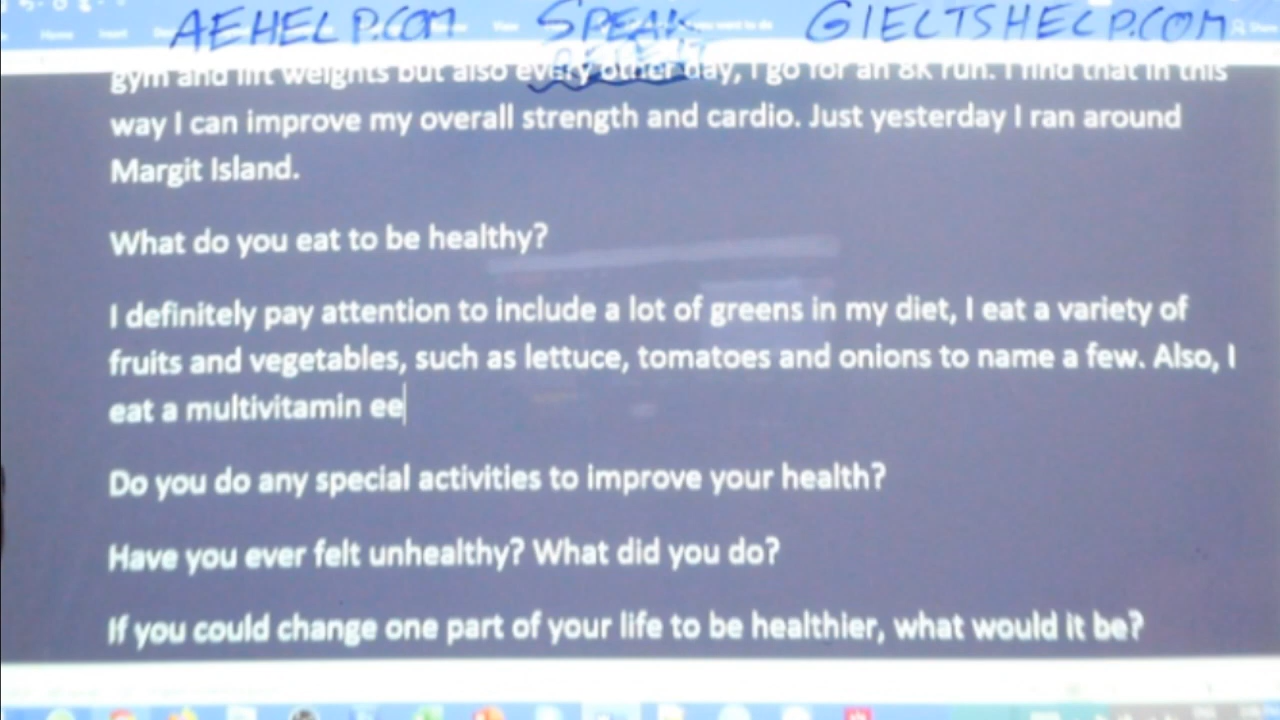 AEHELP.COM SPEAK GIELTSHELP.COM
gym and lift weights but also every other day, I go for an 8k run. I find that in this
way I can improve my overall strength and cardio. Just yesterday I ran around
Margit Island.
What do you eat to be healthy?
I definitely pay attention to include a lot of greens in my diet, I eat a variety of
fruits and vegetables, such as lettuce, tomatoes and onions to name a few. Also, I
eat a multivitamin ee
Do you do any special activities to improve your health?
Have you ever felt unhealthy? What did you do?
If you could change one part of your life to be healthier, what would it be?